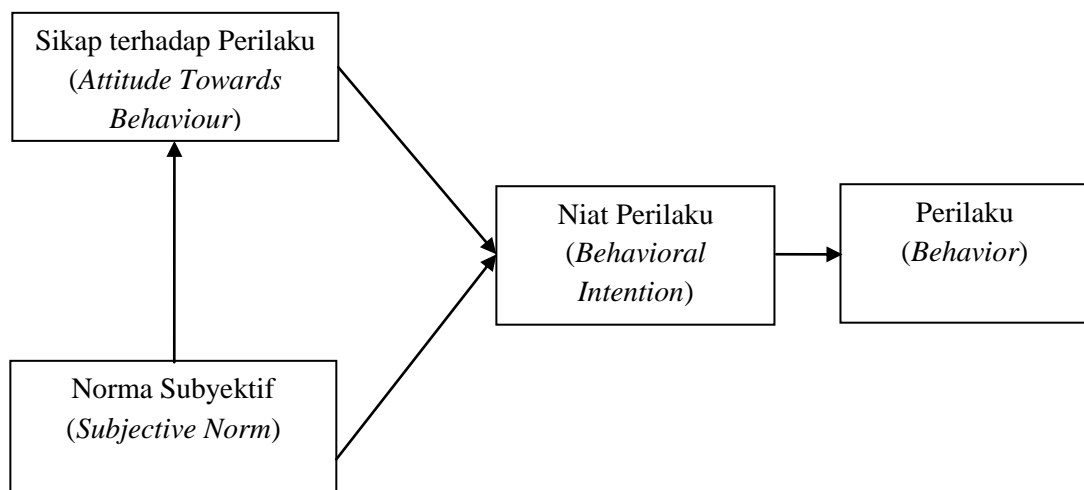 Sikap terhadap Perilaku
(Attitude Towards
Behaviour)
Niat Perilaku
(Behavioral
Intention)
Perilaku
(Behavior)
Norma Subyektif
(Subjective Norm)